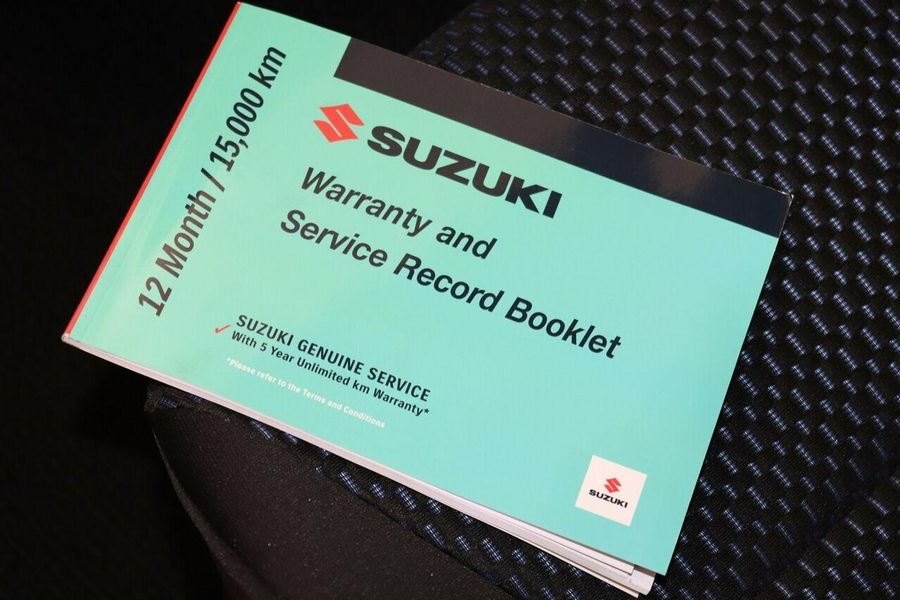 12 Month / 15,000 km
SUZUKI
Warranty and
Service Record Booklet
SUZUKI GENUINE SERVICE
With 5 Year Unlimited km Warranty*
*Please refer to the Terms and Conditions
SUZUKI